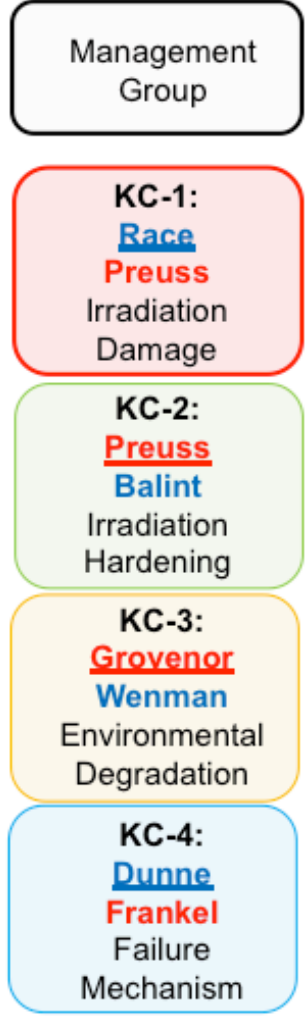 Management
Group
KC-1:
Race
Preuss
Irradiation
Damage
KC-2:
Preuss
Balint
Irradiation
Hardening
KC-3:
Grovenor
Wenman
Environmental
Degradation
KC-4:
Dunne
Frankel
Failure
Mechanism